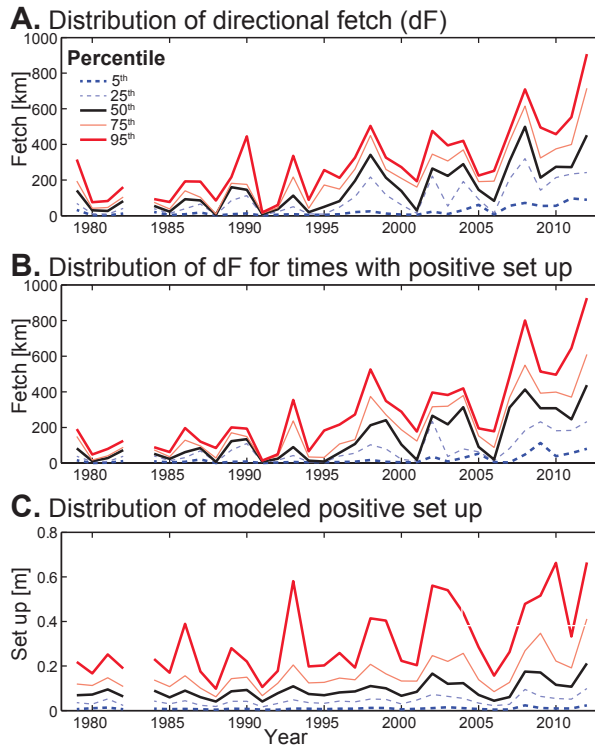 A. Distribution of directional fetch (dF)
1000
800
600
400
200
0
Fetch [km]
Percentile
5th
25th
50th
75th
95th
1980 1985 1990 1995 2000 2005 2010
B. Distribution of dF for times with positive set up
1000
800
600
400
200
0
Fetch [km]
1980 1985 1990 1995 2000 2005 2010
C. Distribution of modeled positive set up
0.8
0.6
0.4
0.2
0
Set up [m]
1980 1985 1990 1995 2000 2005 2010
Year